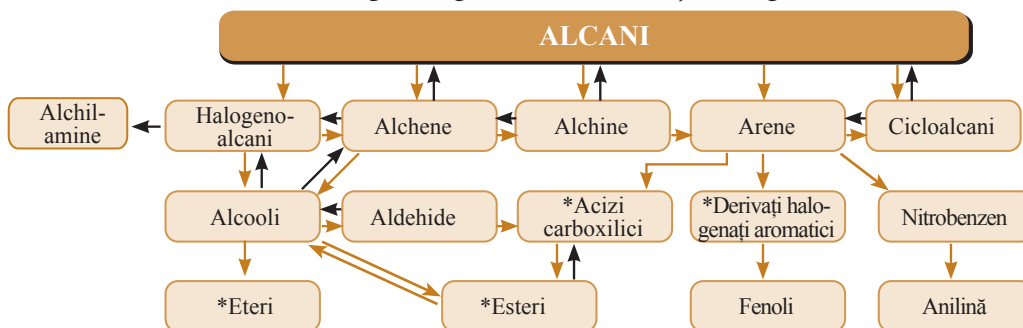 ALCANI
Alchil-
amine
Halogeno-
alcani
Alchene
Alchine
Arene
Cicloalcani
Alcooli
Aldehide
*Acizi
carboxilici
*Derivați halo-
genați aromatici
Nitrobenzen
*Eteri
*Esteri
Fenoli
Anilină